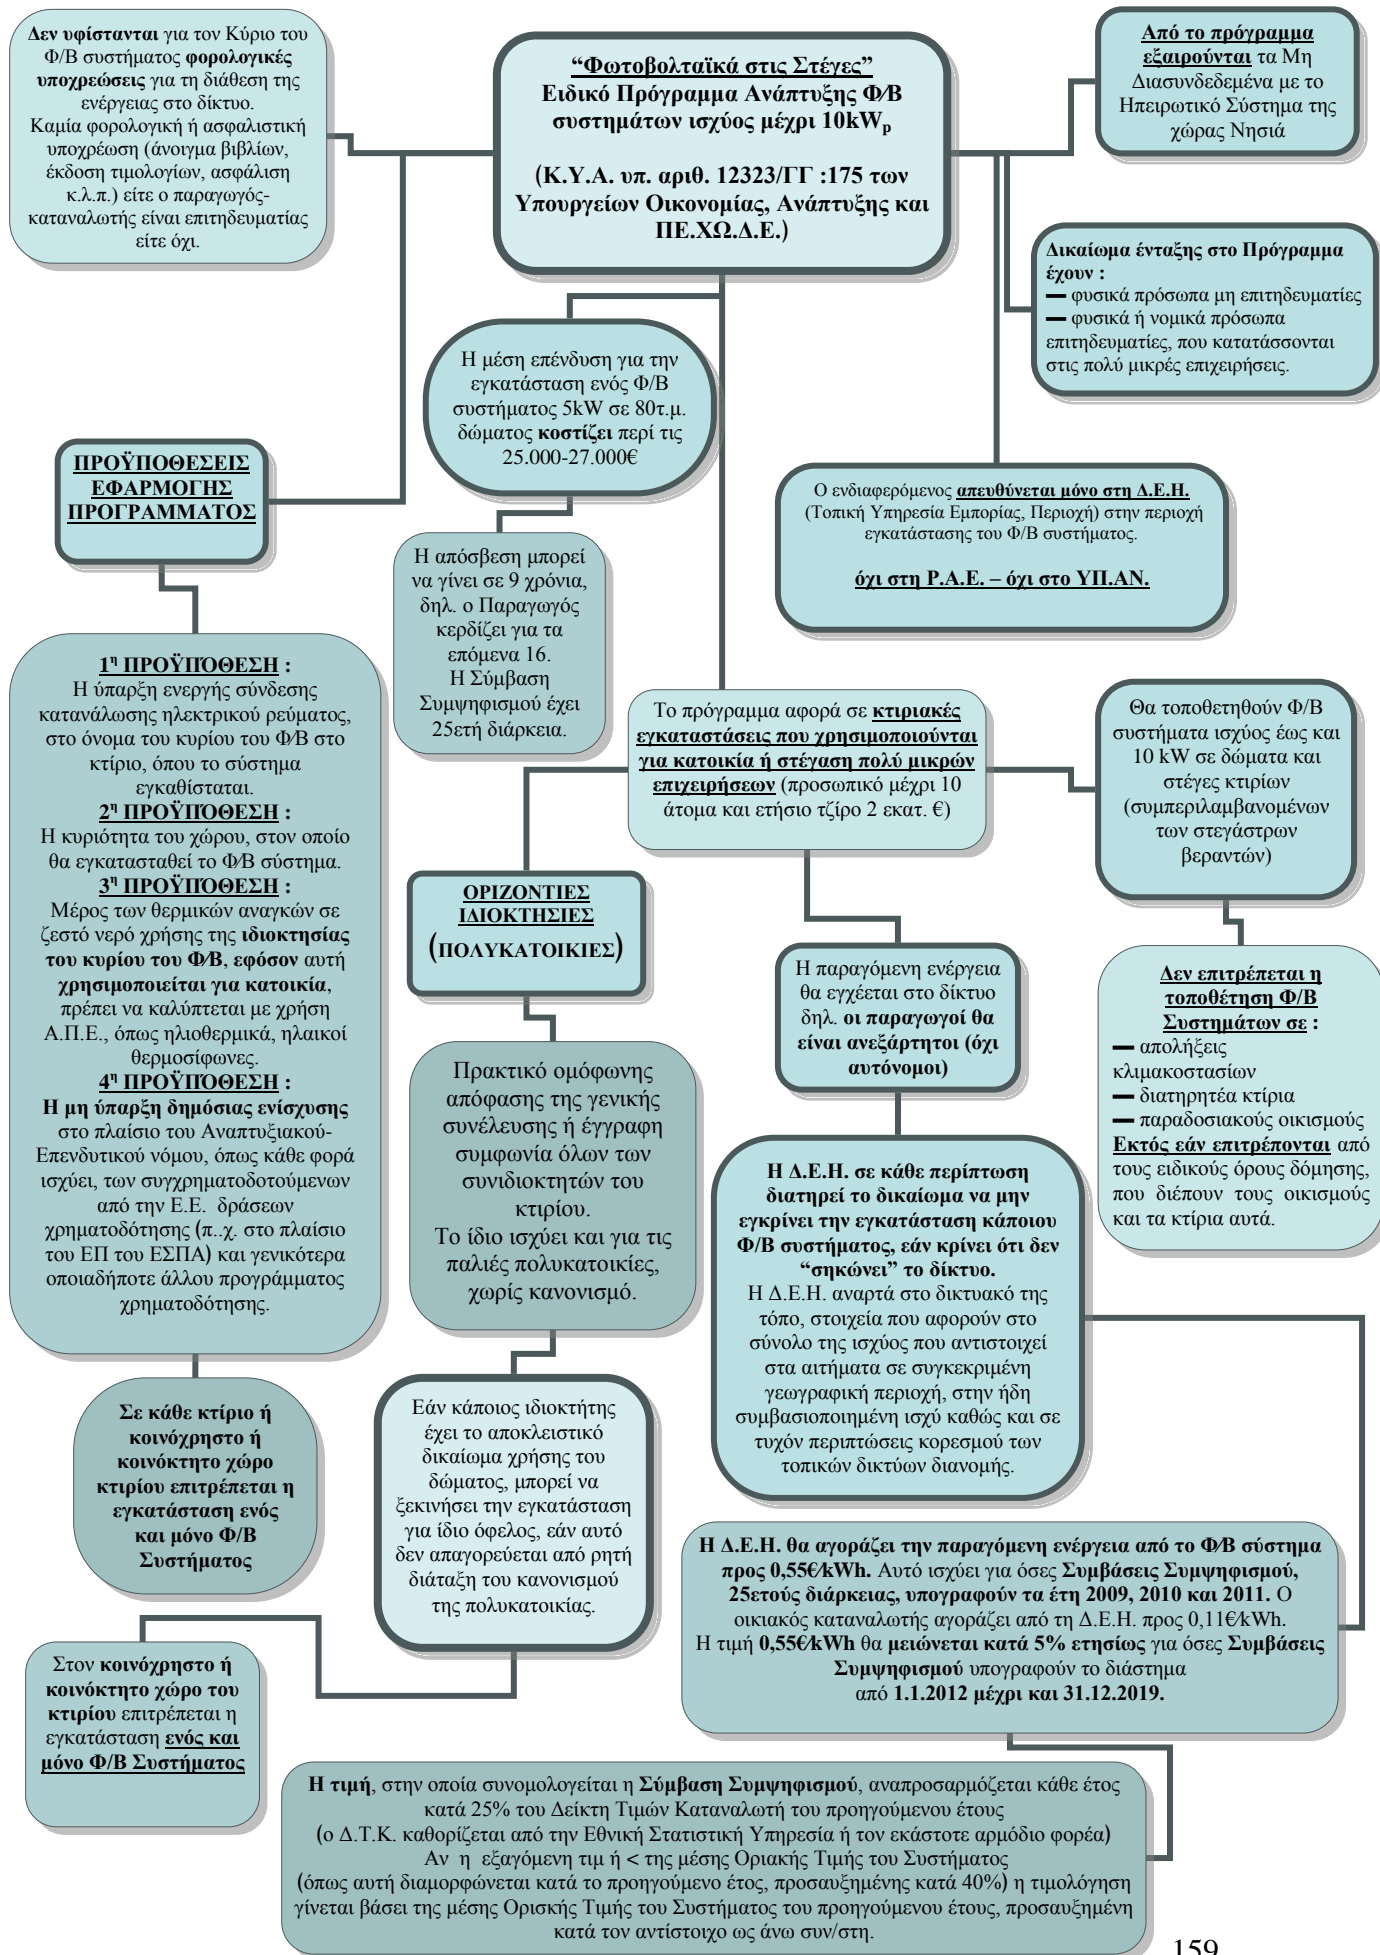 Δεν υφίστανται για τον Κύριο του
Φ/Β συστήματος φορολογικές
υποχρεώσεις για τη διάθεση της
ενέργειας στο δίκτυο.
Καμία φορολογική ή ασφαλιστική
υποχρέωση (άνοιγμα βιβλίων,
έκδοση τιμολογίων, ασφάλιση
κ.λ.π.) είτε ο παραγωγός-
καταναλωτής είναι επιτηδευματίας
είτε όχι.
“Φωτοβολταϊκά στις Στέγες”
Ειδικό Πρόγραμμα Ανάπτυξης Φ/Β
συστημάτων ισχύος μέχρι 10kWp
(Κ.Υ.Α. υπ. αριθ. 12323/ΓΓ :175 των
Υπουργείων Οικονομίας, Ανάπτυξης και
ΠΕ.ΧΩ.Δ.Ε.)
Από το πρόγραμμα
εξαιρούνται τα Μη
Διασυνδεδεμένα με το
Ηπειρωτικό Σύστημα της
χώρας Νησιά
Δικαίωμα ένταξης στο Πρόγραμμα
έχουν :
— φυσικά πρόσωπα μη επιτηδευματίες
— φυσικά ή νομικά πρόσωπα
επιτηδευματίες, που κατατάσσονται
στις πολύ μικρές επιχειρήσεις.
Η μέση επένδυση για την
εγκατάσταση ενός Φ/Β
συστήματος 5kW σε 80τ.μ.
δώματος κοστίζει περί τις
25.000-27.000€
ΠΡΟΫΠΟΘΕΣΕΙΣ
ΕΦΑΡΜΟΓΗΣ
ΠΡΟΓΡΑΜΜΑΤΟΣ
Ο ενδιαφερόμενος απευθύνεται μόνο στη Δ.Ε.Η.
(Τοπική Υπηρεσία Εμπορίας, Περιοχή) στην περιοχή
εγκατάστασης του Φ/Β συστήματος.
όχι στη Ρ.Α.Ε. – όχι στο ΥΠ.ΑΝ.
Η απόσβεση μπορεί
να γίνει σε 9 χρόνια,
δηλ. ο Παραγωγός
κερδίζει για τα
επόμενα 16.
Η Σύμβαση
Συμψηφισμού έχει
25ετή διάρκεια.
1η ΠΡΟΫΠΌΘΕΣΗ :
Η ύπαρξη ενεργής σύνδεσης
κατανάλωσης ηλεκτρικού ρεύματος,
στο όνομα του κυρίου του Φ/Β στο
κτίριο, όπου το σύστημα
εγκαθίσταται.
2η ΠΡΟΫΠΌΘΕΣΗ :
Η κυριότητα του χώρου, στον οποίο
θα εγκατασταθεί το Φ/Β σύστημα.
3η ΠΡΟΫΠΌΘΕΣΗ :
Μέρος των θερμικών αναγκών σε
ζεστό νερό χρήσης της ιδιοκτησίας
του κυρίου του Φ/Β, εφόσον αυτή
χρησιμοποιείται για κατοικία,
πρέπει να καλύπτεται με χρήση
Α.Π.Ε., όπως ηλιοθερμικά, ηλαικοί
θερμοσίφωνες.
4η ΠΡΟΫΠΌΘΕΣΗ :
Η μη ύπαρξη δημόσιας ενίσχυσης
στο πλαίσιο του Αναπτυξιακού-
Επενδυτικού νόμου, όπως κάθε φορά
ισχύει, των συγχρηματοδοτούμενων
από την Ε.Ε. δράσεων
χρηματοδότησης (π..χ. στο πλαίσιο
του ΕΠ του ΕΣΠΑ) και γενικότερα
οποιαδήποτε άλλου προγράμματος
χρηματοδότησης.
Το πρόγραμμα αφορά σε κτιριακές
εγκαταστάσεις που χρησιμοποιούνται
για κατοικία ή στέγαση πολύ μικρών
επιχειρήσεων (προσωπικό μέχρι 10
άτομα και ετήσιο τζίρο 2 εκατ. €)
Θα τοποθετηθούν Φ/Β
συστήματα ισχύος έως και
10 kW σε δώματα και
στέγες κτιρίων
(συμπεριλαμβανομένων
των στεγάστρων
βεραντών)
ΟΡΙΖΟΝΤΙΕΣ
ΙΔΙΟΚΤΗΣΙΕΣ
(ΠΟΛΥΚΑΤΟΙΚΙΕΣ)
Η παραγόμενη ενέργεια
θα εγχέεται στο δίκτυο
δηλ. οι παραγωγοί θα
είναι ανεξάρτητοι (όχι
αυτόνομοι)
Δεν επιτρέπεται η
τοποθέτηση Φ/Β
Συστημάτων σε :
— απολήξεις
κλιμακοστασίων
— διατηρητέα κτίρια
— παραδοσιακούς οικισμούς
Εκτός εάν επιτρέπονται από
τους ειδικούς όρους δόμησης,
που διέπουν τους οικισμούς
και τα κτίρια αυτά.
Πρακτικό ομόφωνης
απόφασης της γενικής
συνέλευσης ή έγγραφη
συμφωνία όλων των
συνιδιοκτητών του
κτιρίου.
Το ίδιο ισχύει και για τις
παλιές πολυκατοικίες,
χωρίς κανονισμό.
Η Δ.Ε.Η. σε κάθε περίπτωση
διατηρεί το δικαίωμα να μην
εγκρίνει την εγκατάσταση κάποιου
Φ/Β συστήματος, εάν κρίνει ότι δεν
“σηκώνει” το δίκτυο.
Η Δ.Ε.Η. αναρτά στο δικτυακό της
τόπο, στοιχεία που αφορούν στο
σύνολο της ισχύος που αντιστοιχεί
στα αιτήματα σε συγκεκριμένη
γεωγραφική περιοχή, στην ήδη
συμβασιοποιημένη ισχύ καθώς και σε
τυχόν περιπτώσεις κορεσμού των
τοπικών δικτύων διανομής.
Σε κάθε κτίριο ή
κοινόχρηστο ή
κοινόκτητο χώρο
κτιρίου επιτρέπεται η
εγκατάσταση ενός
και μόνο Φ/Β
Συστήματος
Εάν κάποιος ιδιοκτήτης
έχει το αποκλειστικό
δικαίωμα χρήσης του
δώματος, μπορεί να
ξεκινήσει την εγκατάσταση
για ίδιο όφελος, εάν αυτό
δεν απαγορεύεται από ρητή
διάταξη του κανονισμού
της πολυκατοικίας.
Η Δ.Ε.Η. θα αγοράζει την παραγόμενη ενέργεια από το Φ/Β σύστημα
προς 0,55€/kWh. Αυτό ισχύει για όσες Συμβάσεις Συμψηφισμού,
25ετούς διάρκειας, υπογραφούν τα έτη 2009, 2010 και 2011. Ο
οικιακός καταναλωτής αγοράζει από τη Δ.Ε.Η. προς 0,11€/kWh.
Η τιμή 0,55€/kWh θα μειώνεται κατά 5% ετησίως για όσες Συμβάσεις
Συμψηφισμού υπογραφούν το διάστημα
από 1.1.2012 μέχρι και 31.12.2019.
Στον κοινόχρηστο ή
κοινόκτητο χώρο του
κτιρίου επιτρέπεται η
εγκατάσταση ενός και
μόνο Φ/Β Συστήματος
Η τιμή, στην οποία συνομολογείται η Σύμβαση Συμψηφισμού, αναπροσαρμόζεται κάθε έτος
κατά 25% του Δείκτη Τιμών Καταναλωτή του προηγούμενου έτους
(ο Δ.Τ.Κ. καθορίζεται από την Εθνική Στατιστική Υπηρεσία ή τον εκάστοτε αρμόδιο φορέα)
Αν η εξαγόμενη τιμ ή < της μέσης Οριακής Τιμής του Συστήματος
(όπως αυτή διαμορφώνεται κατά το προηγούμενο έτος, προσαυξημένης κατά 40%) η τιμολόγηση
γίνεται βάσει της μέσης Ορισκής Τιμής του Συστήματος του προηγούμενου έτους, προσαυξημένη
κατά τον αντίστοιχο ως άνω συν/στη.
159